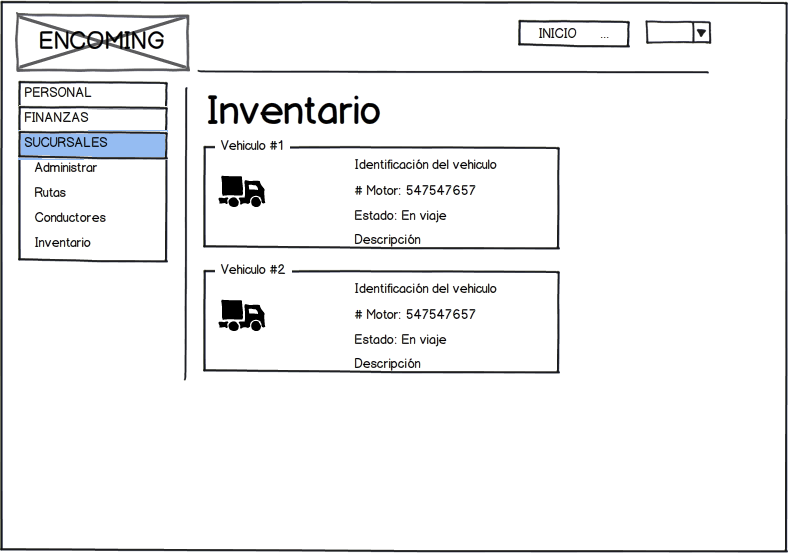 ENCOMING
INICIO ...
PERSONAL
FINANZAS
SUCURSALES
Administrar
Rutas
Conductores
Inventario
Inventario
Vehiculo #1
Identificación del vehiculo
# Motor: 547547657
Estado: En viaje
Descripción
Vehiculo #2
Identificación del vehiculo
# Motor: 547547657
Estado: En viaje
Descripción